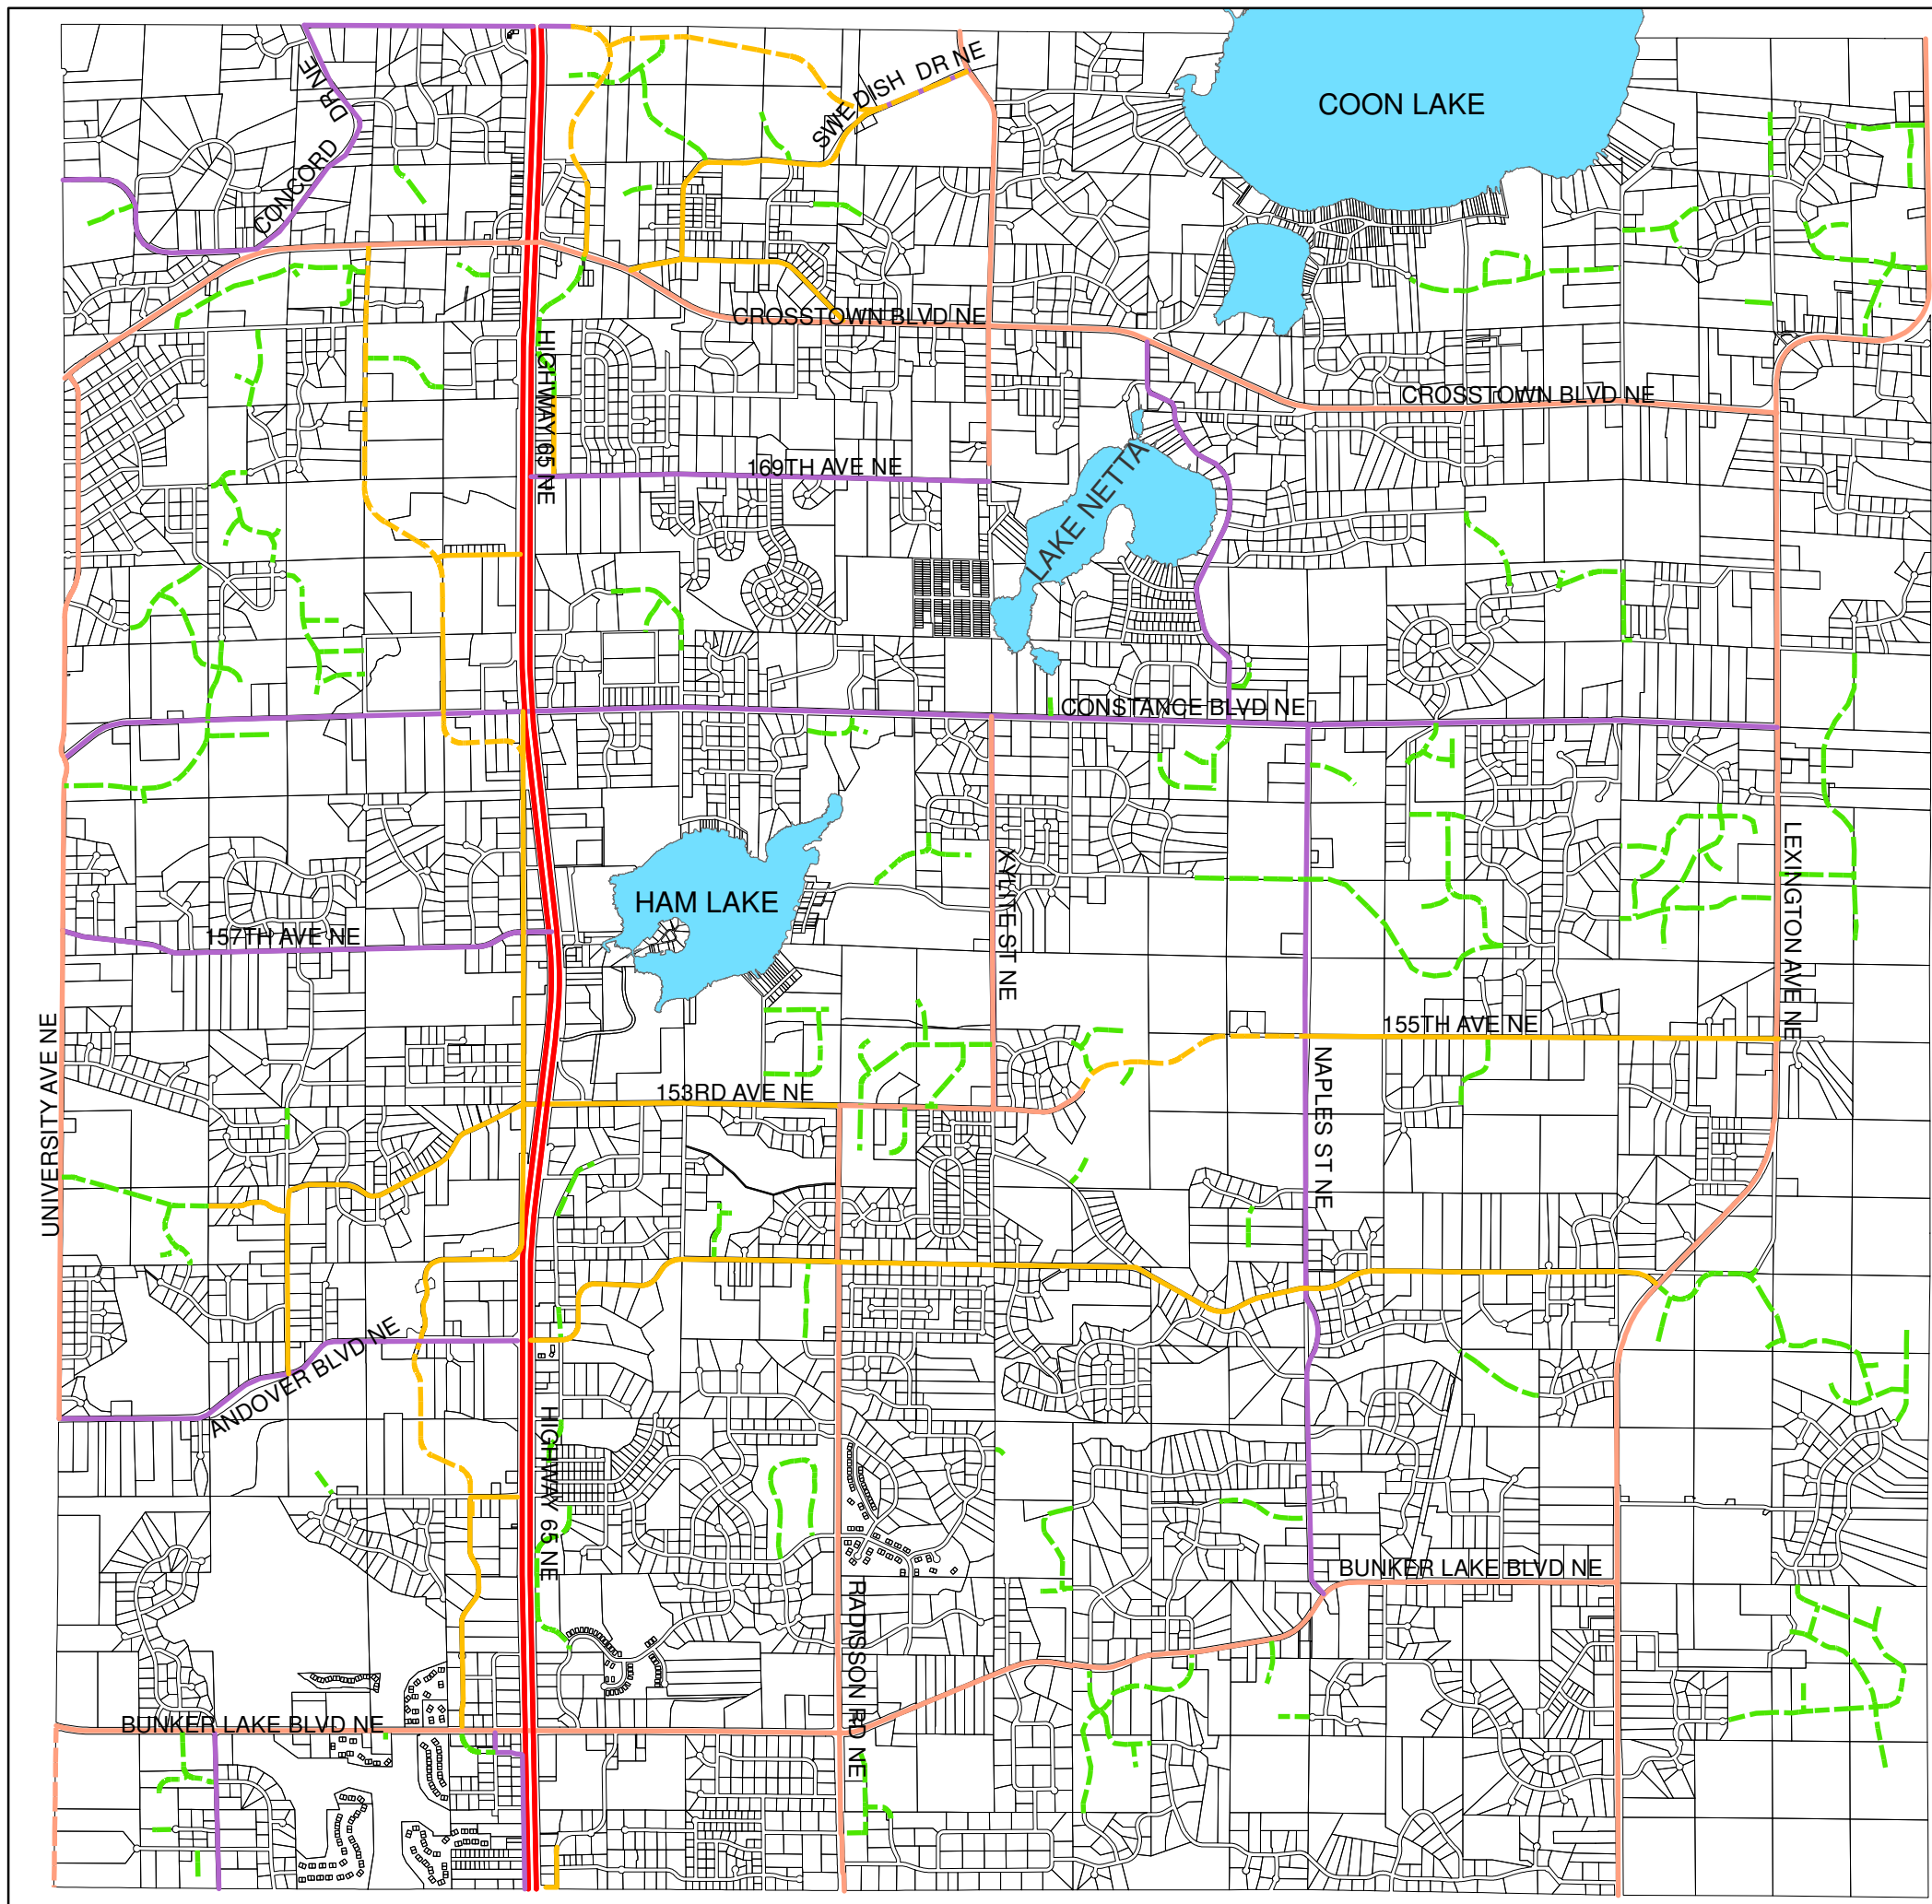 COON LAKE
SWEDISH DR NE
CONCORD DR NE
CROSSTOWN BLVD NE
CROSSTOWN BLVD NE
HIGHWAY 65 NE
169TH AVE NE
LAKE NETTA
CONSTANCE BLVD NE
HAM LAKE
XYLITE ST NE
LEXINGTON AVE NE
157TH AVE NE
155TH AVE NE
UNIVERSITY AVE NE
153RD AVE NE
NAPLES ST NE
ANDOVER BLVD NE
HIGHWAY 65 NE
BUNKER LAKE BLVD NE
RADISSON RD NE
BUNKER LAKE BLVD NE